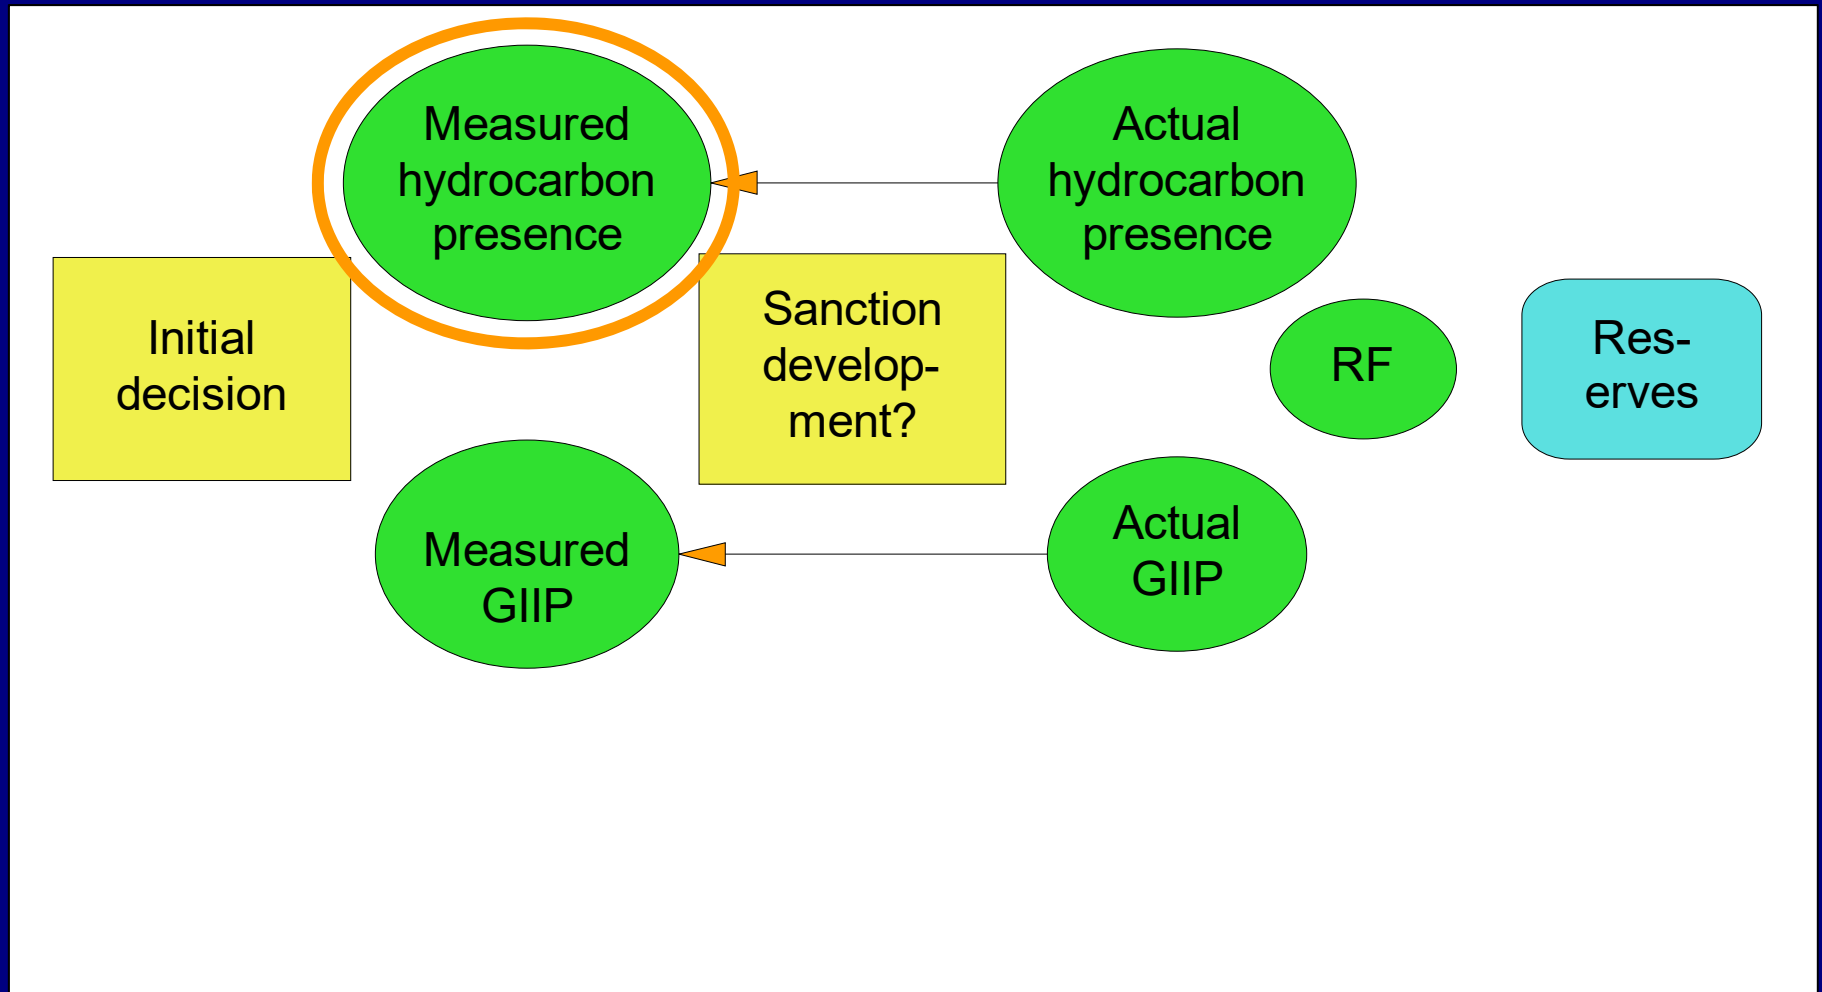 Measured
hydrocarbon
presence
Actual
hydrocarbon
presence
Initial
decision
Sanction
develop-
ment?
RF
Res-
erves
Measured
GIIP
Actual
GIIP